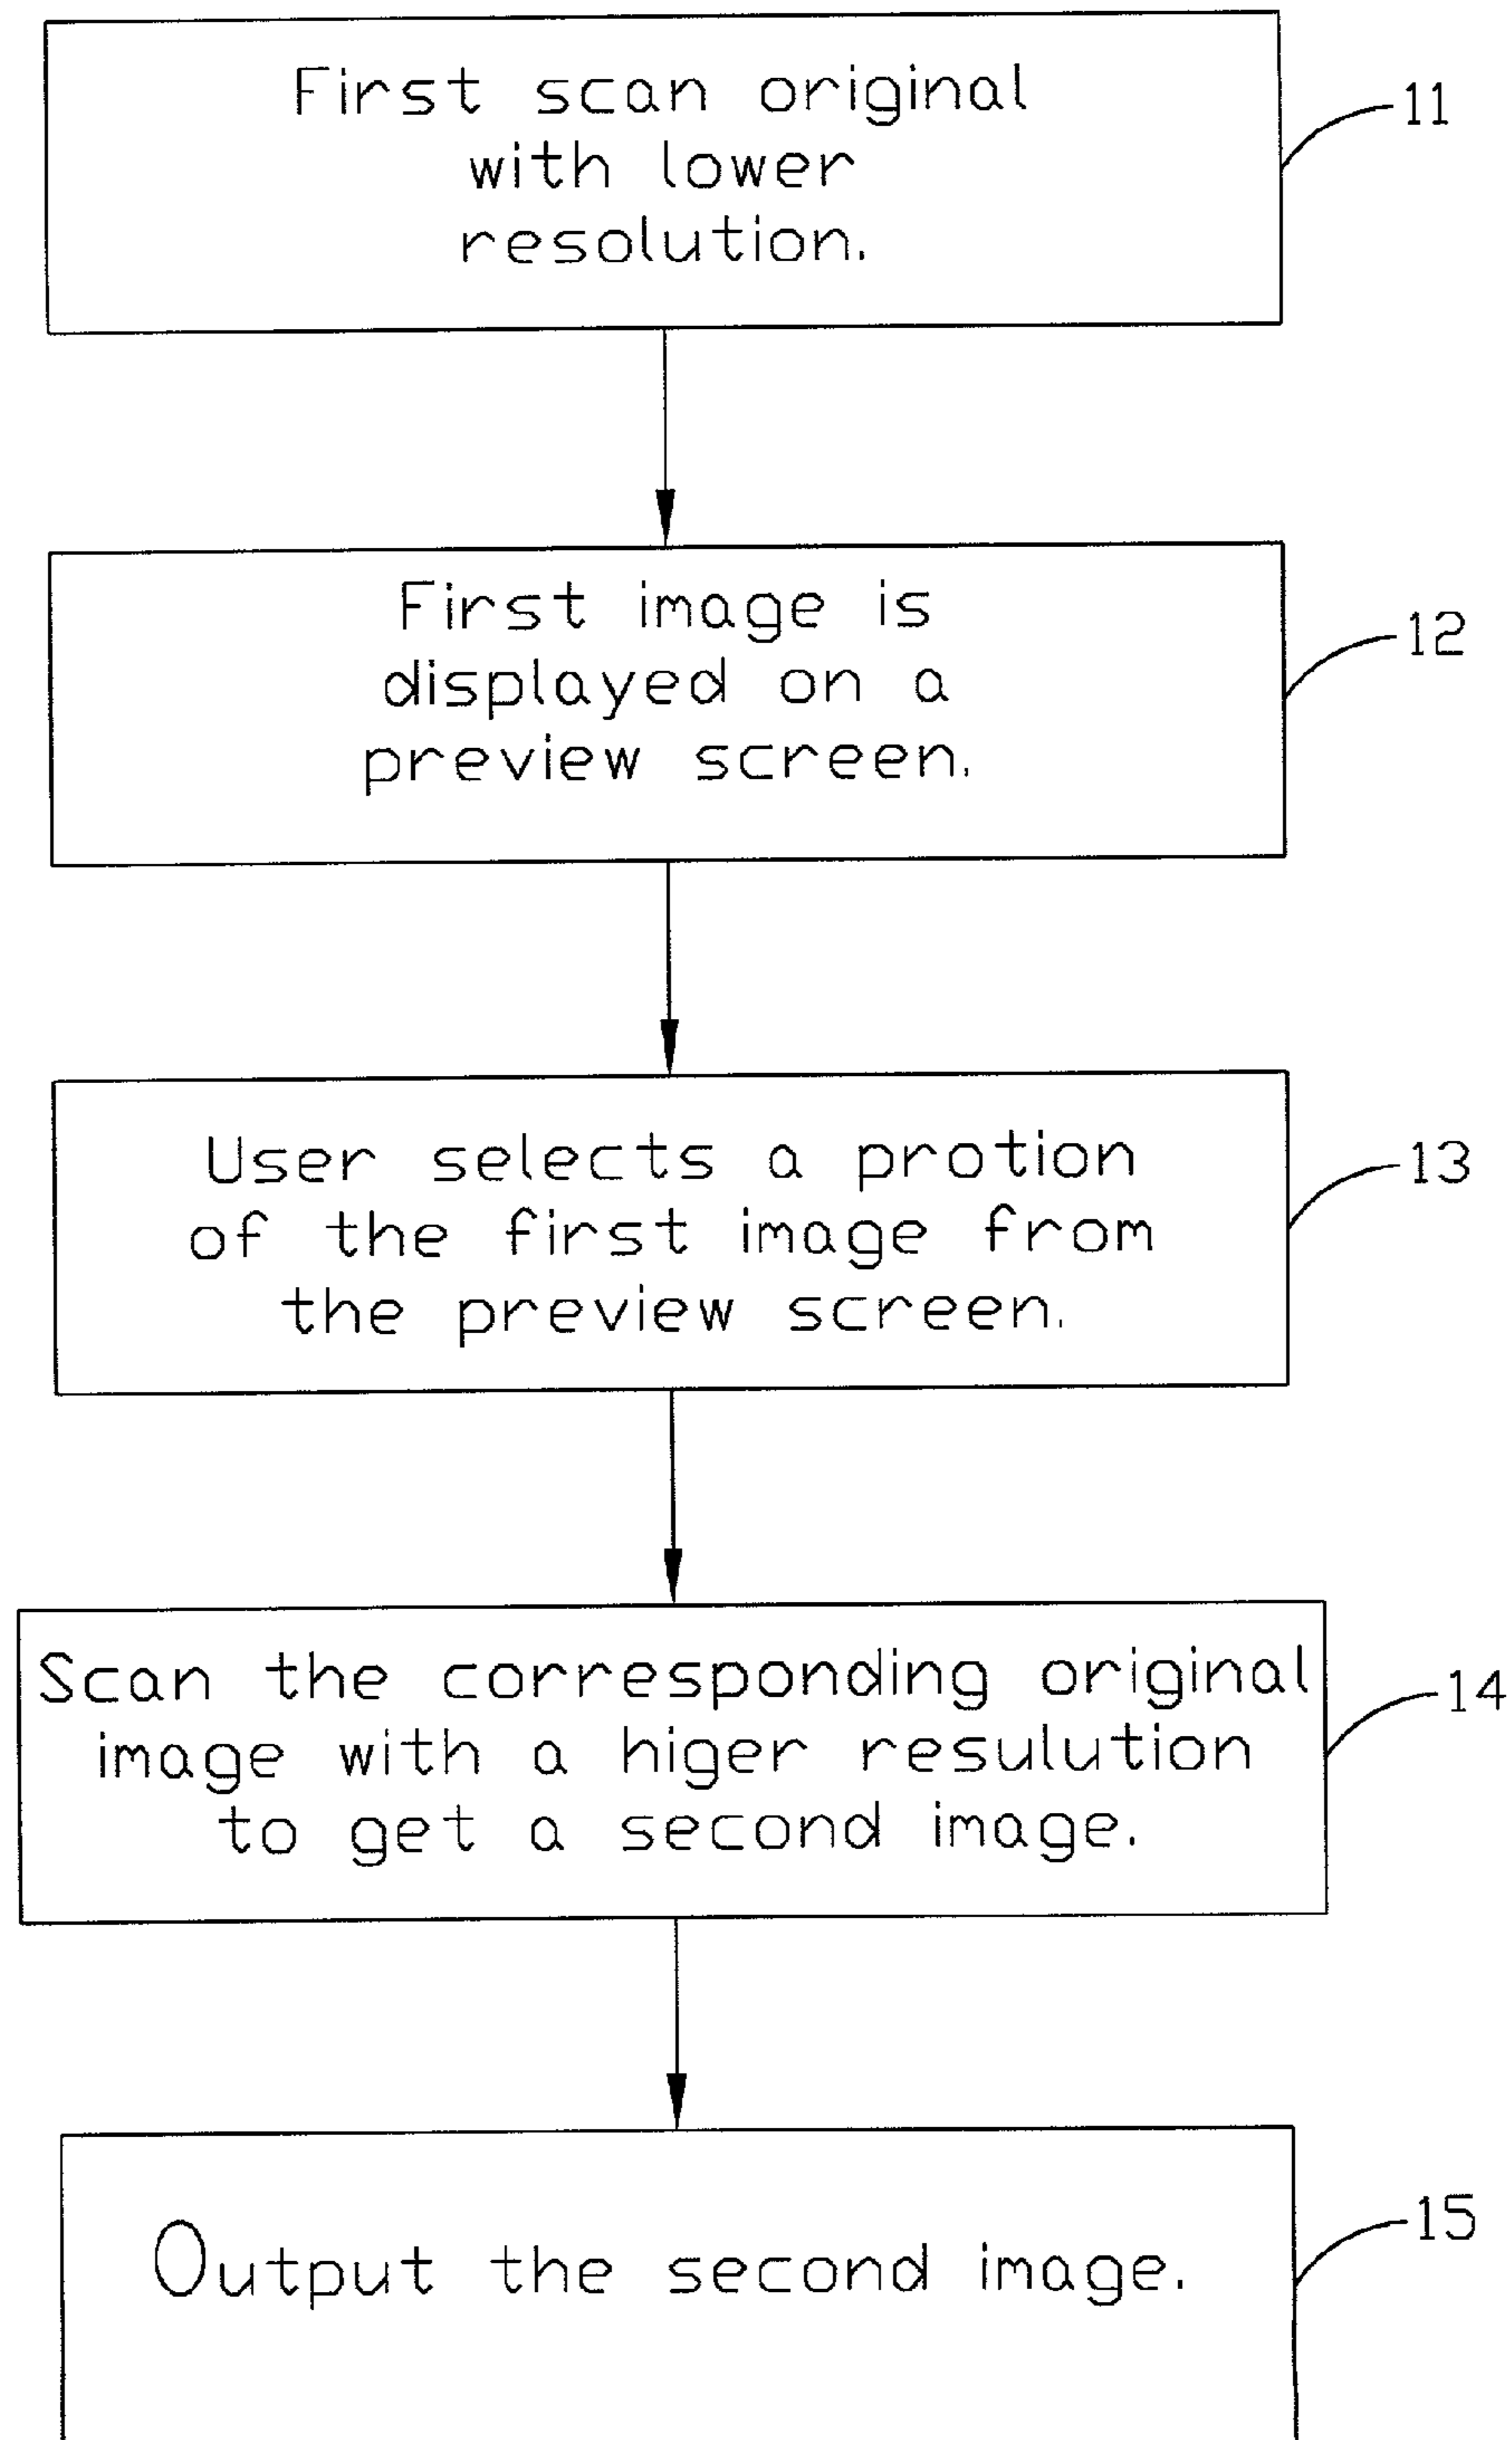 First scan original
with lower
resolution.
11
First image is
displayed on a
preview screen.
12
User selects a protion
of the first image from
the preview screen.
13
Scan the corresponding original
image with a higer resulution
to get a second image.
14
Output the second image.
15